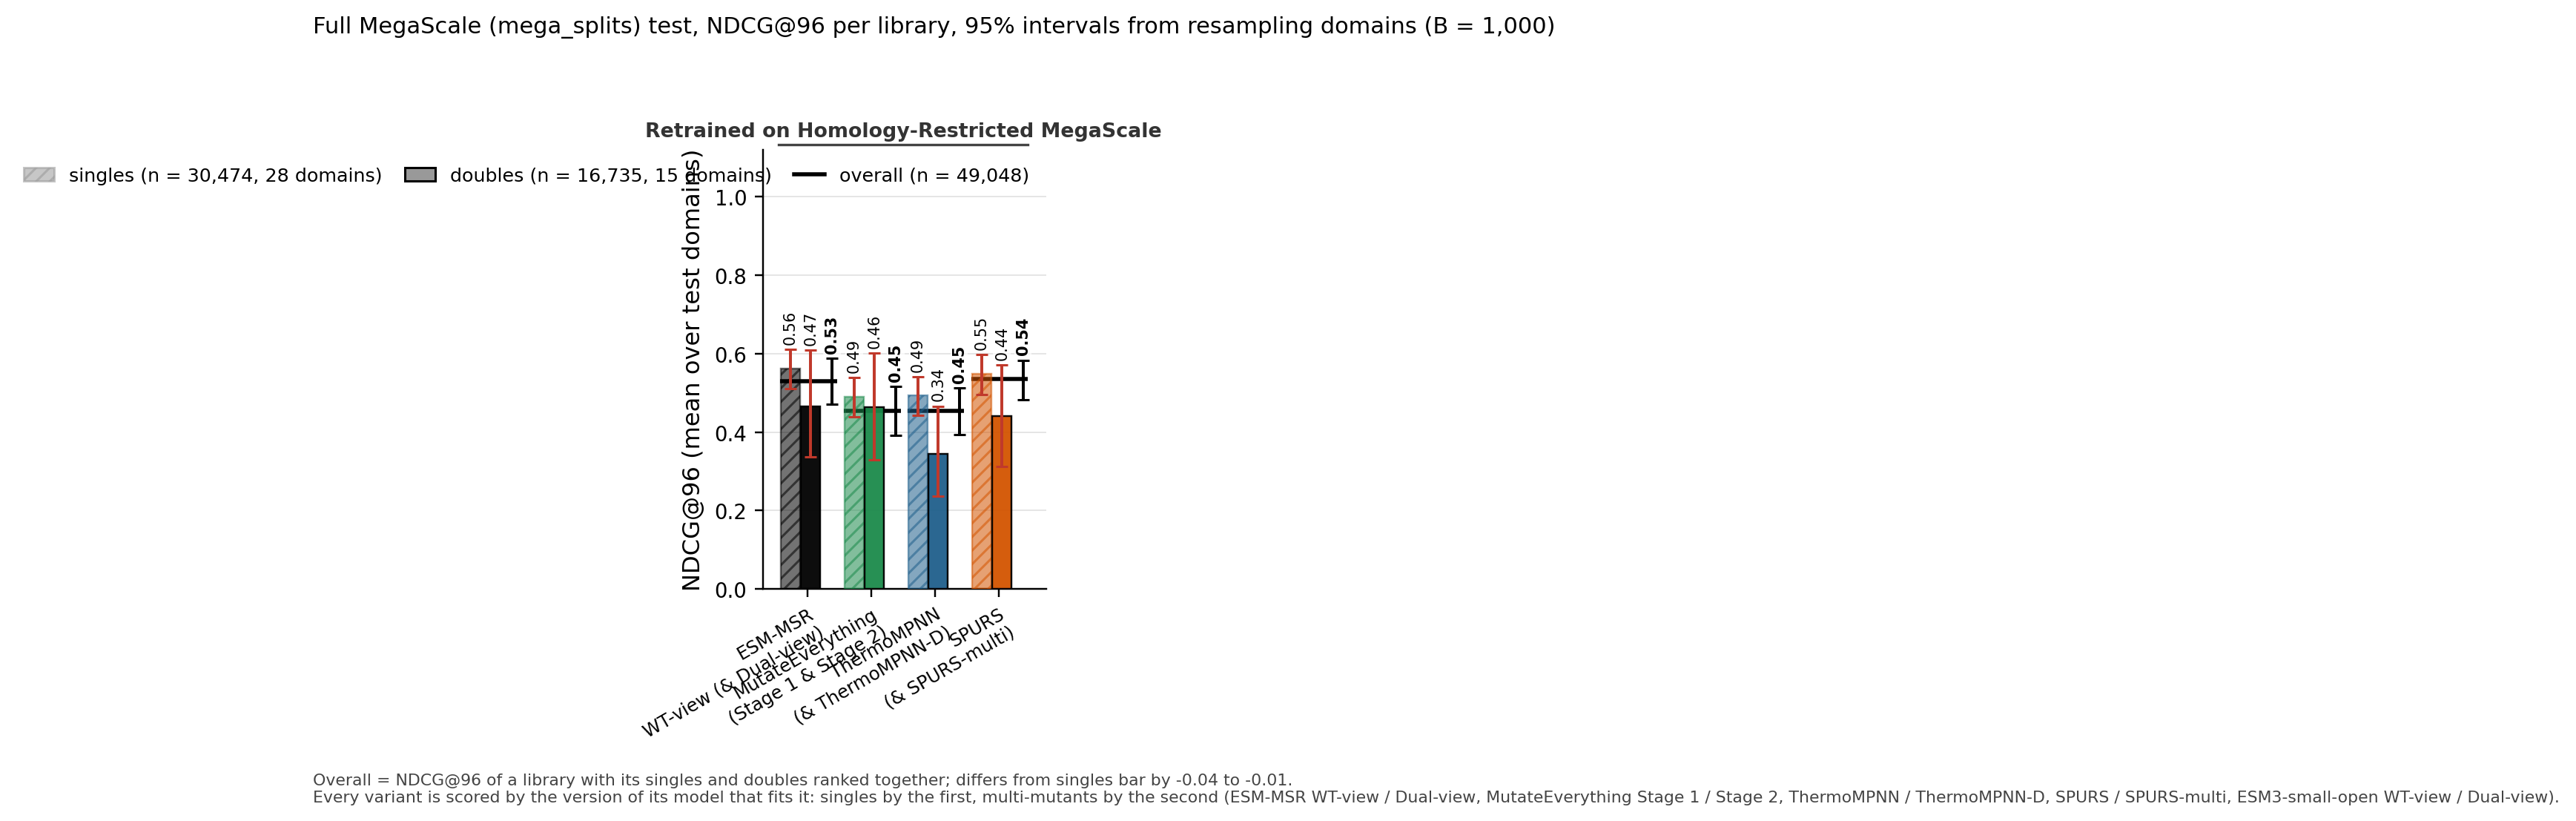 Full MegaScale (mega_splits) test, NDCG@96 per library, 95% intervals from resampling domains (B = 1,000)
Retrained on Homology-Restricted MegaScale
singles (n = 30,474, 28 domains)
doubles (n = 16,735, 15 domains)
overall (n = 49,048)
NDCG@96 (mean over test domains)
1.0
0.8
0.6
0.4
0.2
0.0
0.56
0.47
0.53
0.49
0.46
0.45
0.49
0.34
0.45
0.55
0.44
0.54
ESM-MSR
WT-view (& Dual-view)
MutateEverything
(Stage 1 & Stage 2)
ThermoMPNN
(& ThermoMPNN-D)
SPURS
(& SPURS-multi)
Overall = NDCG@96 of a library with its singles and doubles ranked together; differs from singles bar by -0.04 to -0.01.
Every variant is scored by the version of its model that fits it: singles by the first, multi-mutants by the second (ESM-MSR WT-view / Dual-view, MutateEverything Stage 1 / Stage 2, ThermoMPNN / ThermoMPNN-D, SPURS / SPURS-multi, ESM3-small-open WT-view / Dual-view).